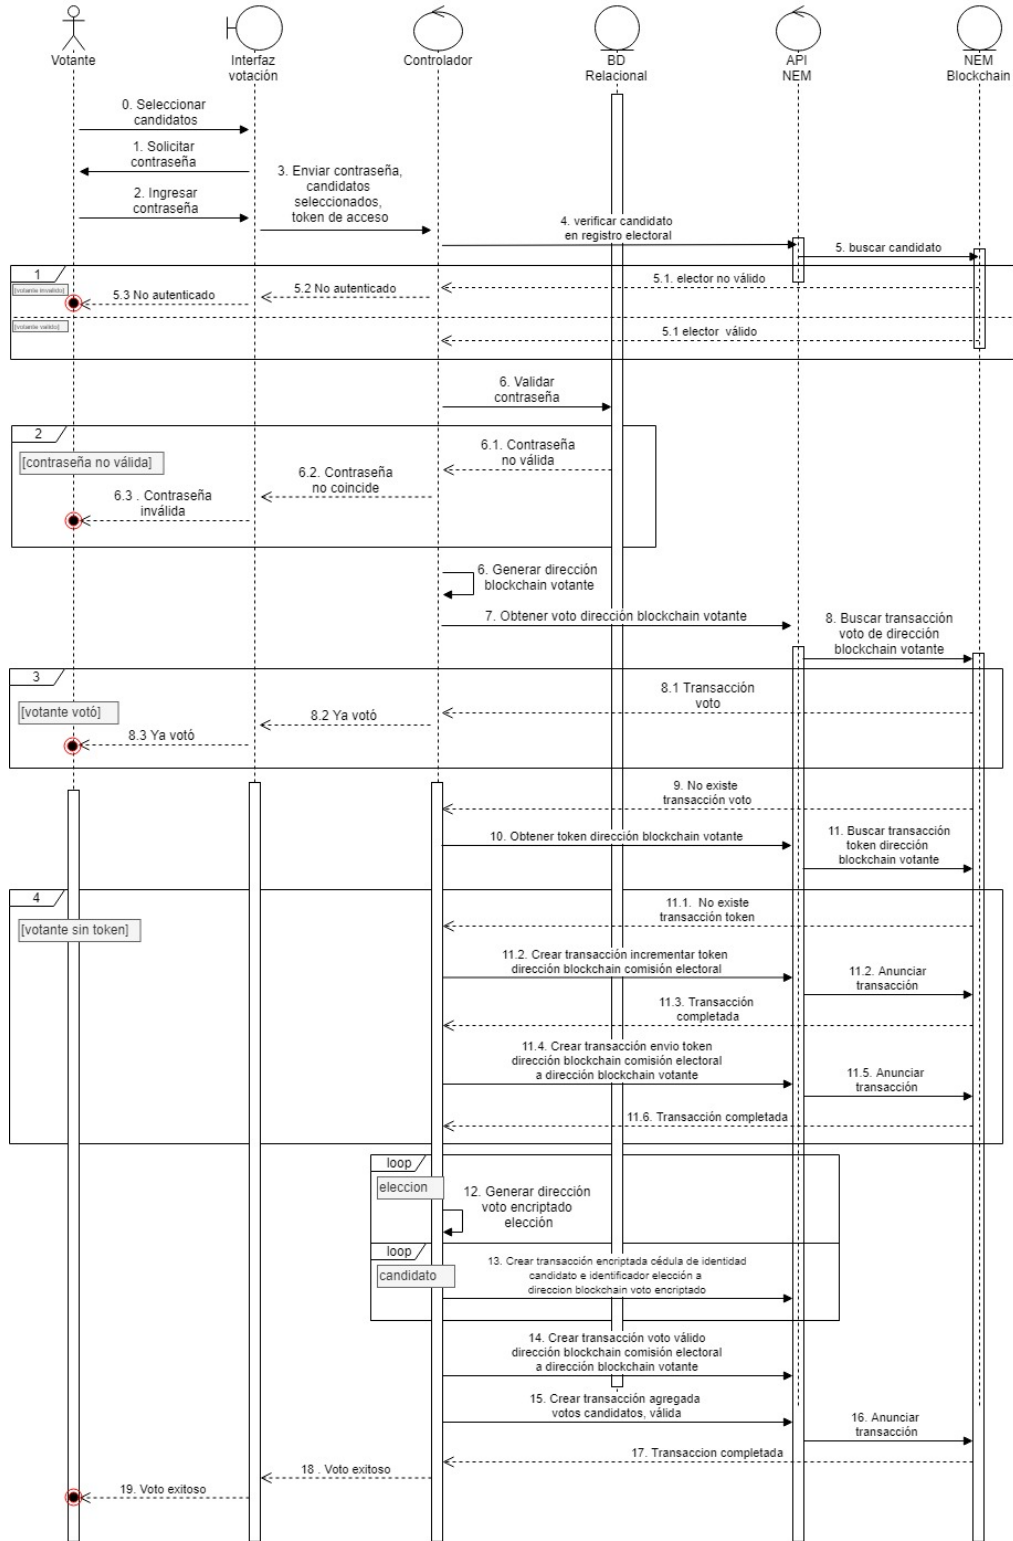 Votante
Interfaz
votación
Controlador
BD
Relacional
API
NEM
NEM
Blockchain
0. Seleccionar
candidatos
1. Solicitar
contraseña
2. Ingresar
contraseña
3. Enviar contraseña,
candidatos
seleccionados,
token de acceso
4. verificar candidato
en registro electoral
5. buscar candidato
1
[votante invalido]
5.1. elector no válido
5.2 No autenticado
5.3 No autenticado
[votante valido]
5.1 elector válido
6. Validar
contraseña
2
[contraseña no válida]
6.1. Contraseña
no válida
6.2. Contraseña
no coincide
6.3 . Contraseña
inválida
6. Generar dirección
blockchain votante
7. Obtener voto dirección blockchain votante
8. Buscar transacción
voto de dirección
blockchain votante
3
[votante votó]
8.1 Transacción
voto
8.2 Ya votó
8.3 Ya votó
9. No existe
transacción voto
10. Obtener token dirección blockchain votante
11. Buscar transacción
token dirección
blockchain votante
4
[votante sin token]
11.1. No existe
transacción token
11.2. Crear transacción incrementar token
dirección blockchain comisión electoral
11.2. Anunciar
transacción
11.3. Transacción
completada
11.4. Crear transacción envio token
dirección blockchain comisión electoral
a dirección blockchain votante
11.5. Anunciar
transacción
11.6. Transacción completada
loop
eleccion
12. Generar dirección
voto encriptado
elección
loop
candidato
13. Crear transacción encriptada cédula de identidad
candidato e identificador elección a
direccion blockchain voto encriptado
14. Crear transacción voto válido
dirección blockchain comisión electoral
a dirección blockchain votante
15. Crear transacción agregada
votos candidatos, válida
16. Anunciar
transacción
17. Transaccion completada
18 . Voto exitoso
19. Voto exitoso